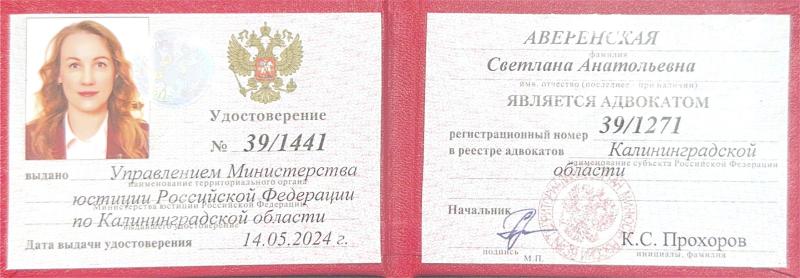 Удостоверение
№ 39/1441
выдано Управлением Министерства
наименование территориального органа
юстиции Российской Федерации
Министерства юстиции Российской Федерации,
по Калининградской области
выдавшего удостоверение
Дата выдачи удостоверения 14.05.2024 г.
АВЕРЕНСКАЯ
фамилия
Светлана Анатольевна
имя, отчество (последнее - при наличии)
ЯВЛЯЕТСЯ АДВОКАТОМ
регистрационный номер 39/1271
в реестре адвокатов Калининградской
наименование субъекта Российской Федерации
области
Начальник
подпись
М.П.
К.С. Прохоров
инициалы, фамилия